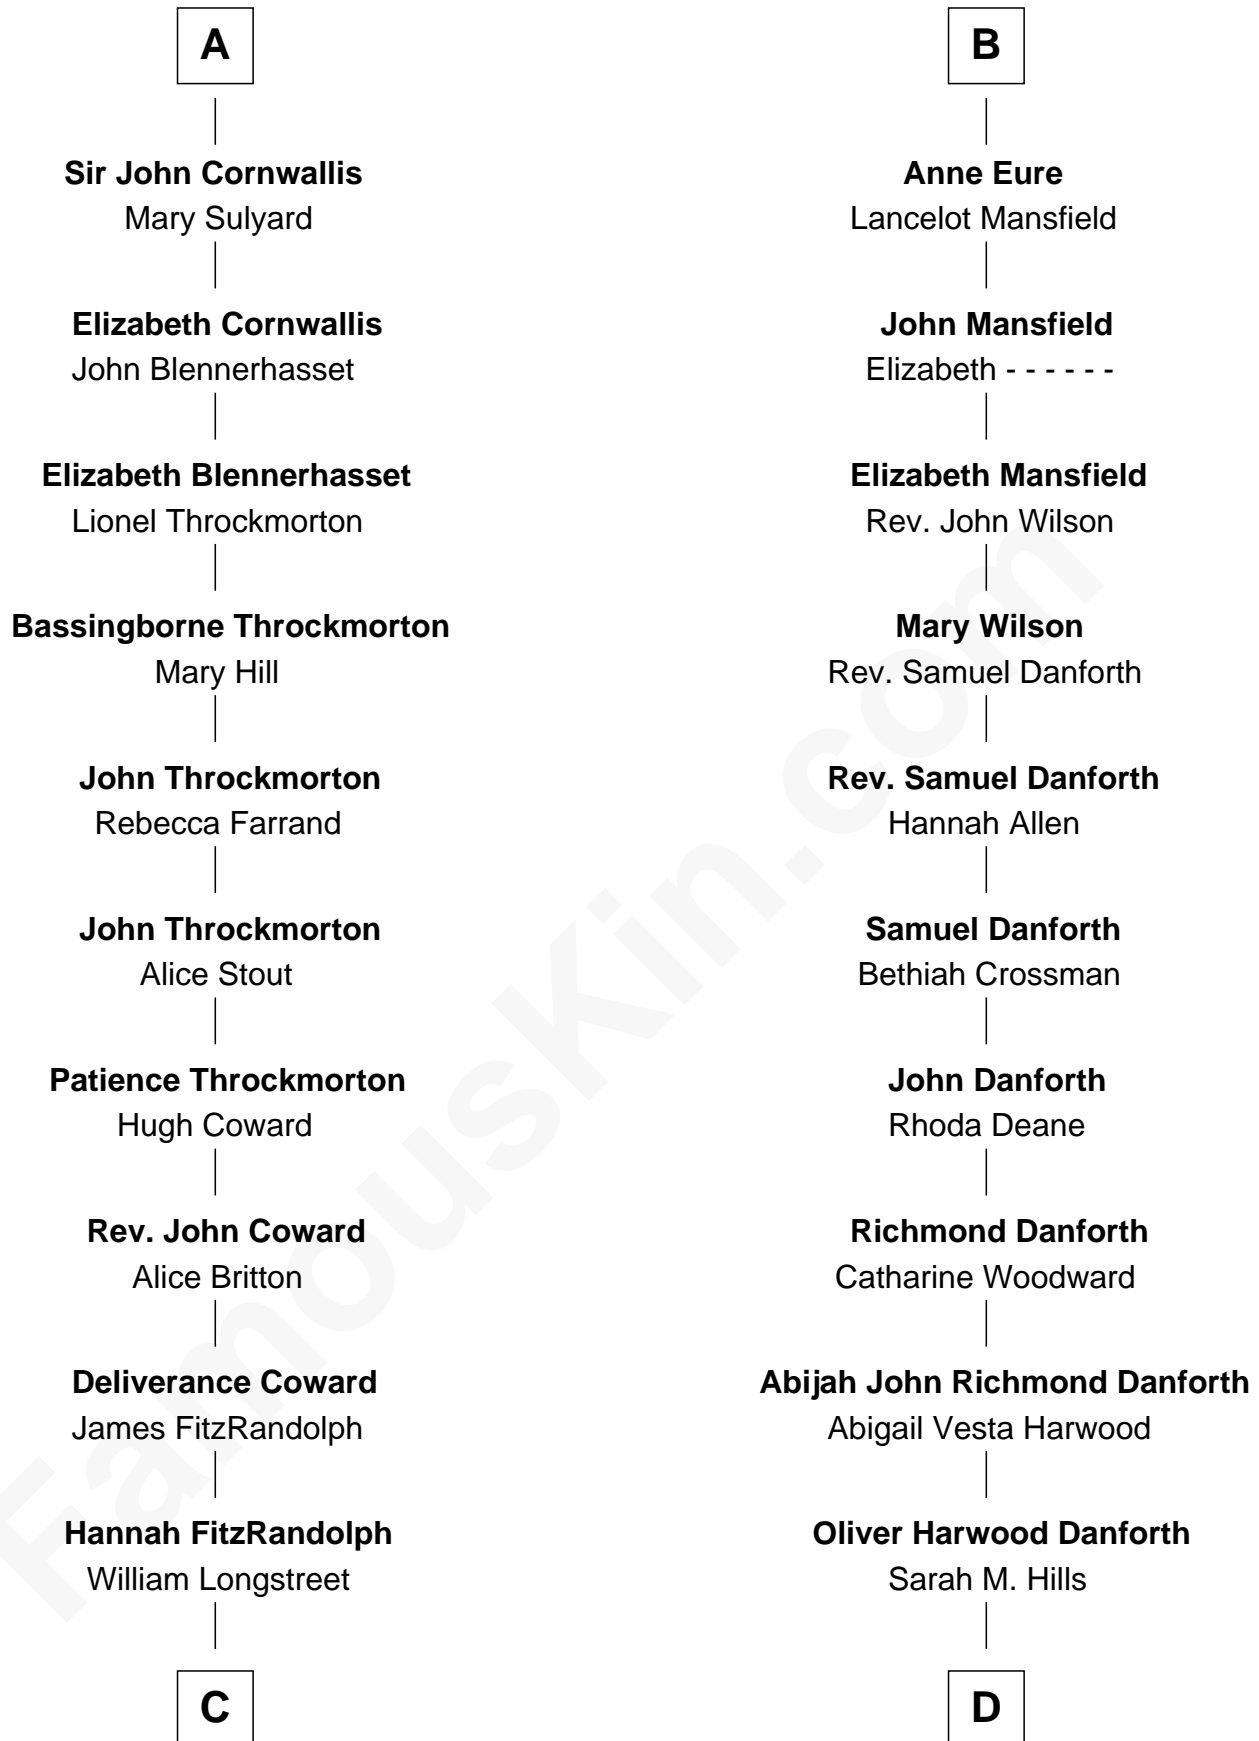 A
Sir John Cornwallis
Mary Sulyard
Elizabeth Cornwallis
John Blennerhasset
Elizabeth Blennerhasset
Lionel Throckmorton
Bassingborne Throckmorton
Mary Hill
John Throckmorton
Rebecca Farrand
John Throckmorton
Alice Stout
Patience Throckmorton
Hugh Coward
Rev. John Coward
Alice Britton
Deliverance Coward
James FitzRandolph
Hannah FitzRandolph
William Longstreet
C
B
Anne Eure
Lancelot Mansfield
John Mansfield
Elizabeth - - - - - -
Elizabeth Mansfield
Rev. John Wilson
Mary Wilson
Rev. Samuel Danforth
Rev. Samuel Danforth
Hannah Allen
Samuel Danforth
Bethiah Crossman
John Danforth
Rhoda Deane
Richmond Danforth
Catharine Woodward
Abijah John Richmond Danforth
Abigail Vesta Harwood
Oliver Harwood Danforth
Sarah M. Hills
D
FamousKin.com